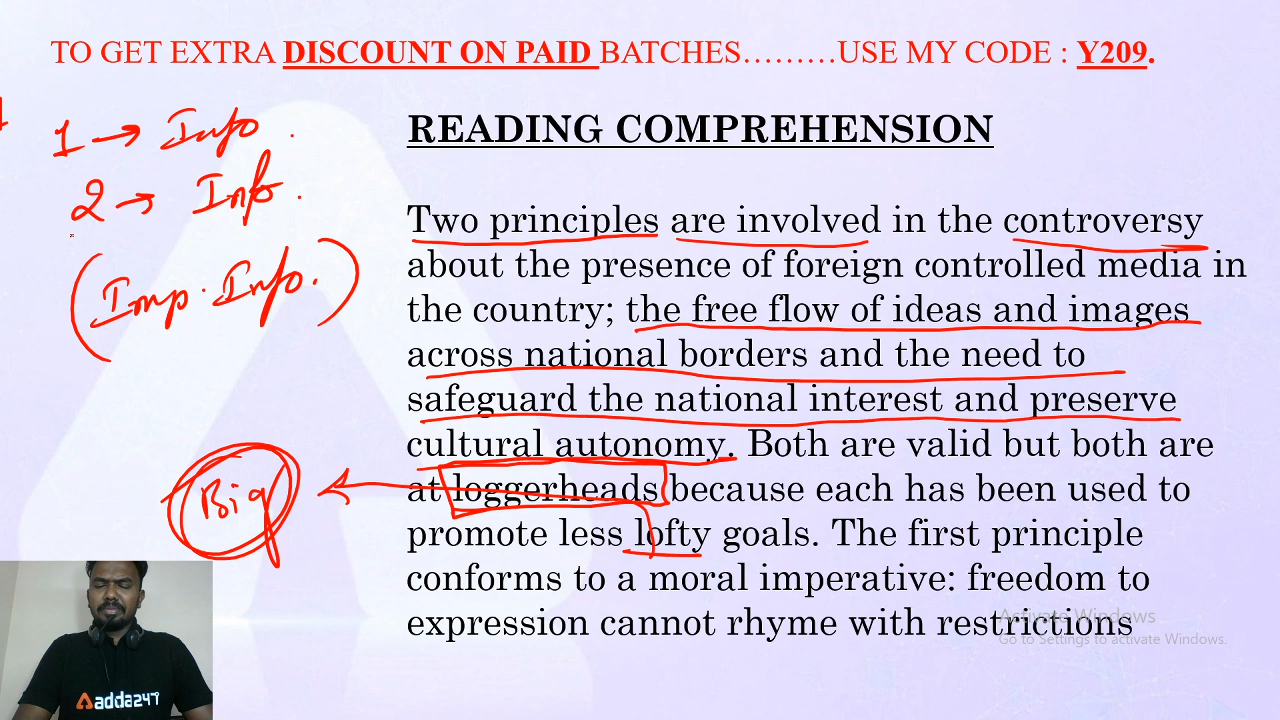 TO GET EXTRA DISCOUNT ON PAID BATCHES.........USE MY CODE : Y209.
1 → Info.
2 → Info.
(Imp. Info.)
Big
READING COMPREHENSION
Two principles are involved in the controversy
about the presence of foreign controlled media in
the country; the free flow of ideas and images
across national borders and the need to
safeguard the national interest and preserve
cultural autonomy. Both are valid but both are
at loggerheads because each has been used to
promote less lofty goals. The first principle
conforms to a moral imperative: freedom to
expression cannot rhyme with restrictions
Activate Windows
Go to Settings to activate Windows.
adda247